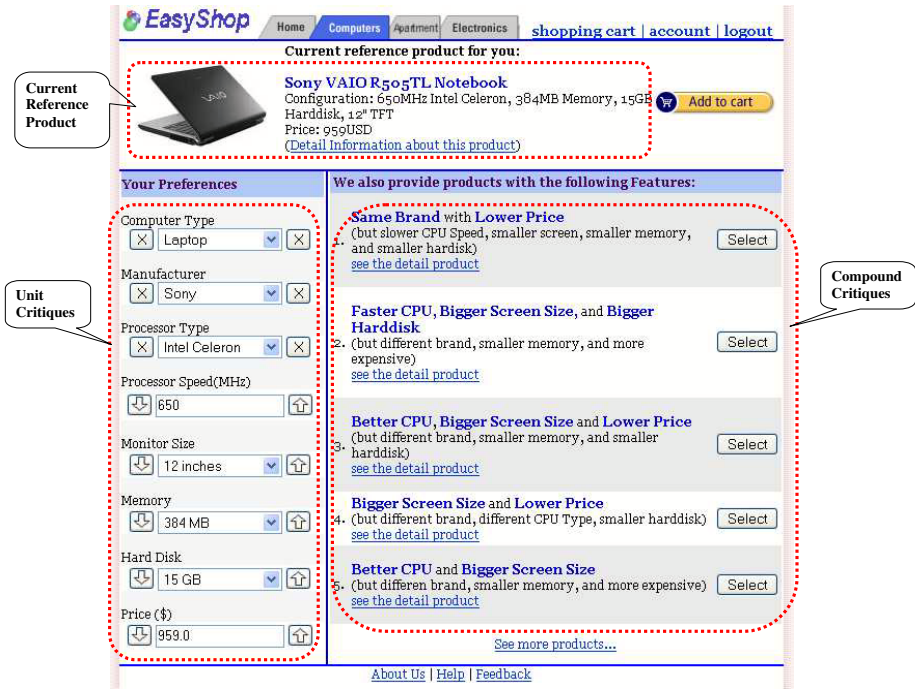 EasyShop
Home
Computers
Apartment
Electronics
shopping cart | account | logout
Current reference product for you:
Current
Reference
Product
VAIO
Sony VAIO R505TL Notebook
Configuration: 650MHz Intel Celeron, 384MB Memory, 15GB
Harddisk, 12" TFT
Price: 959USD
(Detail Information about this product)
Add to cart
Your Preferences
Unit
Critiques
Computer Type
X Laptop X
Manufacturer
X Sony X
Processor Type
X Intel Celeron X
Processor Speed(MHz)
650
Monitor Size
12 inches
Memory
384 MB
Hard Disk
15 GB
Price ($)
959.0
We also provide products with the following Features:
Compound
Critiques
Same Brand with Lower Price
1. (but slower CPU Speed, smaller screen, smaller memory,
and smaller hardisk)
see the detail product
Select
Faster CPU, Bigger Screen Size, and Bigger
Harddisk
2. (but different brand, smaller memory, and more
expensive)
see the detail product
Select
Better CPU, Bigger Screen Size and Lower Price
(but different brand, smaller memory, and smaller
3. harddisk)
see the detail product
Select
Bigger Screen Size and Lower Price
4. (but different brand, different CPU Type, smaller harddisk)
see the detail product
Select
Better CPU and Bigger Screen Size
5. (but differen brand, smaller memory, and more expensive)
see the detail product
Select
See more products...
About Us | Help | Feedback